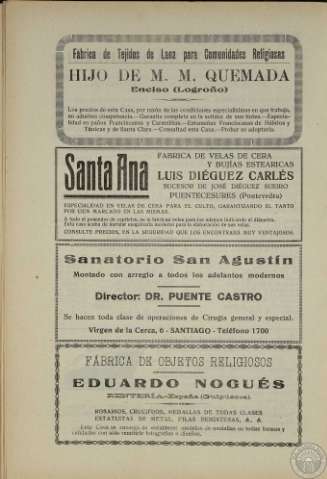 Fábrica de Tejidos de Lana para Comunidades Religiosas
HIJO DE M. M. QUEMADA
Enciso (Logroño)
Los precios de esta Casa, por razón de las condiciones especialísimas en que trabaja,
no admiten competencia.—Garantía completa en la solidez de sus tintes.—Especia-
lidad en paños Franciscanos y Carmelitas.—Estameñas Franciscanas de Hábitos y
Túnicas y de Santa Clara.—Consultad esta Casa.—Probar es adoptarla.
Santa Ana
FABRICA DE VELAS DE CERA
Y BUJÍAS ESTEARICAS
LUIS DIÉGUEZ CARLÉS
SUCESOR DE JOSÉ DIÉGUEZ SUEIRO
PUENTECESURES (Pontevedra)
ESPECIALIDAD EN VELAS DE CERA PARA EL CULTO, GARANTIZANDO EL TANTO
POR CIEN MARCADO EN LAS MISMAS.
CONSULTE PRECIOS, EN LA SEGURIDAD QUE LOS ENCONTRARÁ MUY VENTAJOSOS.
Sanatorio San Agustín
Montado con arreglo a todos los adelantos modernos
Director: DR. PUENTE CASTRO
Se hacen toda clase de operaciones de Cirugía general y especial.
Virgen de la Cerca, 6 - SANTIAGO - Teléfono 1700
FÁBRICA DE OBJETOS RELIGIOSOS
EDUARDO NOGUÉS
RENTERÍA—España (Guipúzcoa)
ROSARIOS, CRUCIFIJOS, MEDALLAS DE TODAS CLASES
ESTATUITAS DE METAL, PILAS BENDITERAS, &. &.